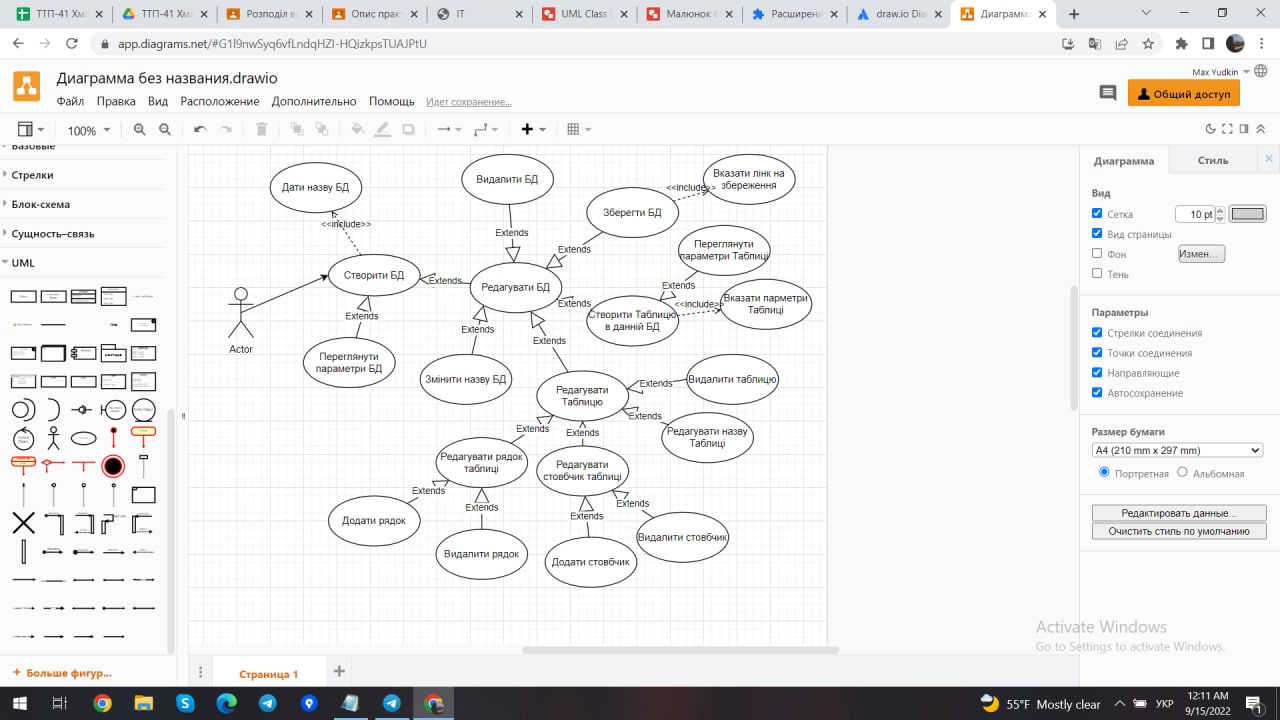 ТТП-41 Хма
ТТП-41 Хма
Розподіл ва
Опис практ
UML Class D
Малюнок (
Расширени
draw.io Dia
Диаграмма
app.diagrams.net/#G1l9nwSyq6vfLndqHZI-HQizkpsTUAJPtU
Диаграмма без названия.drawio
Max Yudkin
Файл Правка Вид Расположение Дополнительно Помощь Идет сохранение...
Общий доступ
100%
Базовые
Стрелки
Блок-схема
Сущность–связь
UML
Больше фигур...
Дати назву БД
Видалити БД
Вказати лінк на
збереження
<<include>>
Зберегти БД
<<include>>
Extends
Extends
Переглянути
параметри Таблиці
Створити БД
Extends
Редагувати БД
Extends
Extends
<<include>>
Вказати парметри
Таблиці
Створити Таблицю
в данній БД
Extends
Extends
Extends
Actor
Переглянути
параметри БД
Змінити назву БД
Редагувати
Таблицю
Extends
Видалити таблицю
Extends
Редагувати назву
Таблиці
Extends
Extends
Редагувати рядок
таблиці
Редагувати
стовбчик таблиці
Extends
Extends
Extends
Extends
Додати рядок
Видалити рядок
Додати стовбчик
Видалити стовбчик
Страница 1
Диаграмма
Стиль
Вид
Сетка
10 pt
Вид страницы
Фон
Измен...
Тень
Параметры
Стрелки соединения
Точки соединения
Направляющие
Автосохранение
Размер бумаги
A4 (210 mm x 297 mm)
Портретная
Альбомная
Редактировать данные...
Очистить стиль по умолчанию
Activate Windows
Go to Settings to activate Windows.
55°F Mostly clear
УКР
12:11 AM
9/15/2022
1